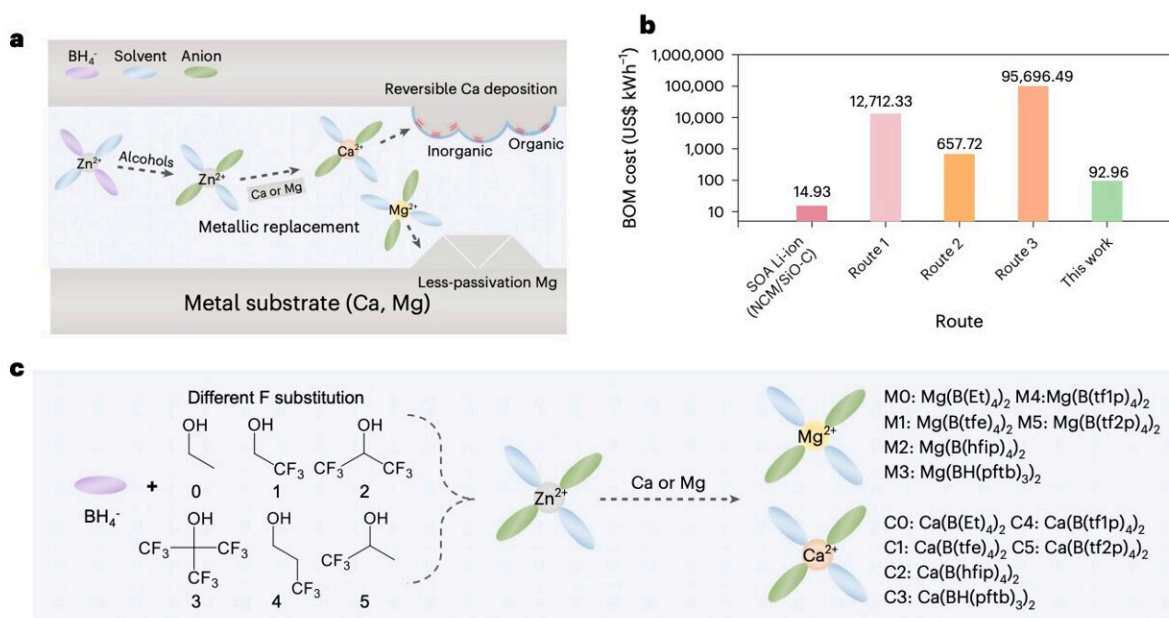 a
BH₄⁻ Solvent Anion
Reversible Ca deposition
Inorganic
Organic
Zn²⁺
Alcohols
Zn²⁺
Ca or Mg
Ca²⁺
Mg²⁺
Metallic replacement
Less-passivation Mg
Metal substrate (Ca, Mg)
b
BOM cost (US$ kWh⁻¹)
1,000,000
100,000
10,000
1,000
100
10
14.93
12,712.33
657.72
95,696.49
92.96
SOA Li-ion
(NCM/SiO-C)
Route 1
Route 2
Route 3
This work
Route
c
Different F substitution
BH₄⁻
+
OH
0
OH
CF₃
1
OH
CF₃ CF₃
2
OH
CF₃ CF₃
CF₃
3
OH
CF₃
4
OH
CF₃
5
Zn²⁺
Ca or Mg
Mg²⁺
M0: Mg(B(Et)₄)₂ M4:Mg(B(tf1p)₄)₂
M1: Mg(B(tfe)₄)₂ M5: Mg(B(tf2p)₄)₂
M2: Mg(B(hfip)₄)₂
M3: Mg(BH(pftb)₃)₂
Ca²⁺
C0: Ca(B(Et)₄)₂ C4: Ca(B(tf1p)₄)₂
C1: Ca(B(tfe)₄)₂ C5: Ca(B(tf2p)₄)₂
C2: Ca(B(hfip)₄)₂
C3: Ca(BH(pftb)₃)₂